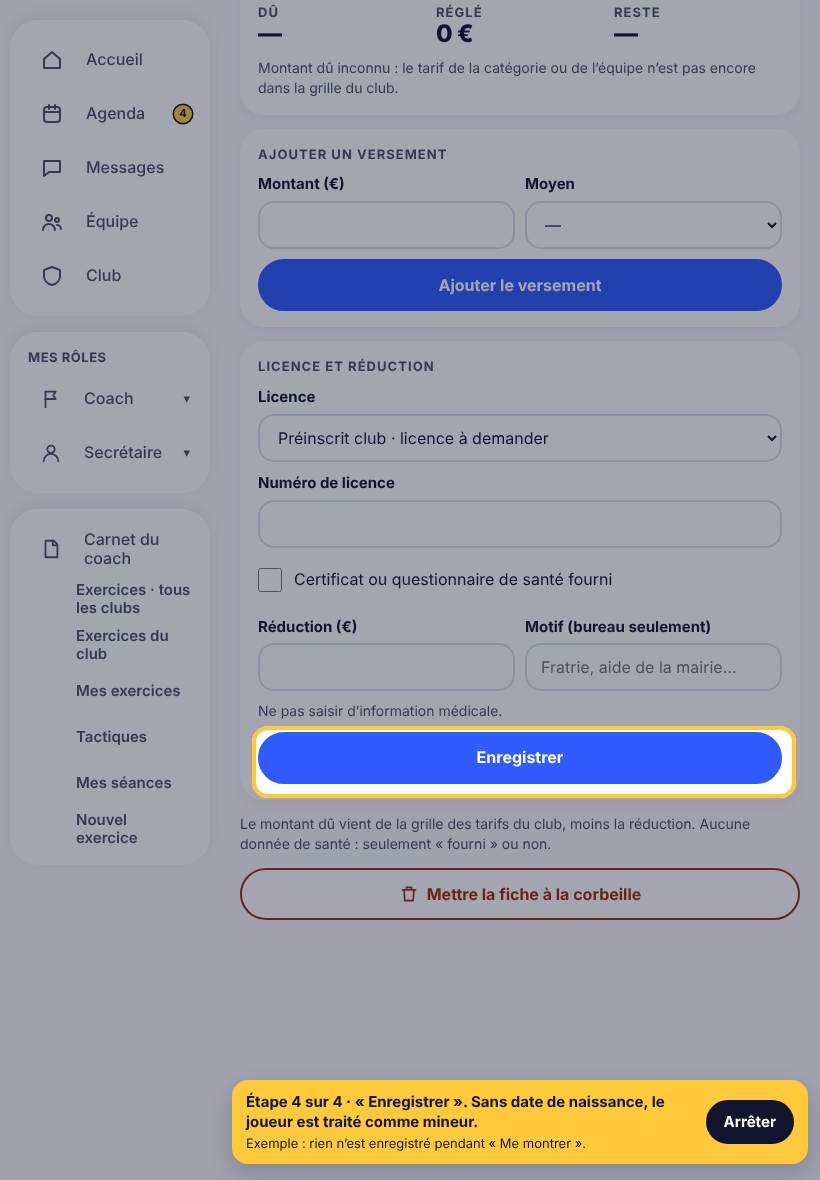 Accueil
Agenda
4
Messages
Équipe
Club
MES RÔLES
Coach
Secrétaire
Carnet du
coach
Exercices · tous
les clubs
Exercices du
club
Mes exercices
Tactiques
Mes séances
Nouvel
exercice
DÛ RÉGLÉ RESTE
— 0 € —
Montant dû inconnu : le tarif de la catégorie ou de l’équipe n’est pas encore
dans la grille du club.
AJOUTER UN VERSEMENT
Montant (€) Moyen
—
Ajouter le versement
LICENCE ET RÉDUCTION
Licence
Préinscrit club · licence à demander
Numéro de licence
Certificat ou questionnaire de santé fourni
Réduction (€) Motif (bureau seulement)
Fratrie, aide de la mairie…
Ne pas saisir d’information médicale.
Enregistrer
Le montant dû vient de la grille des tarifs du club, moins la réduction. Aucune
donnée de santé : seulement « fourni » ou non.
Mettre la fiche à la corbeille
Étape 4 sur 4 · « Enregistrer ». Sans date de naissance, le
joueur est traité comme mineur.
Exemple : rien n’est enregistré pendant « Me montrer ».
Arrêter